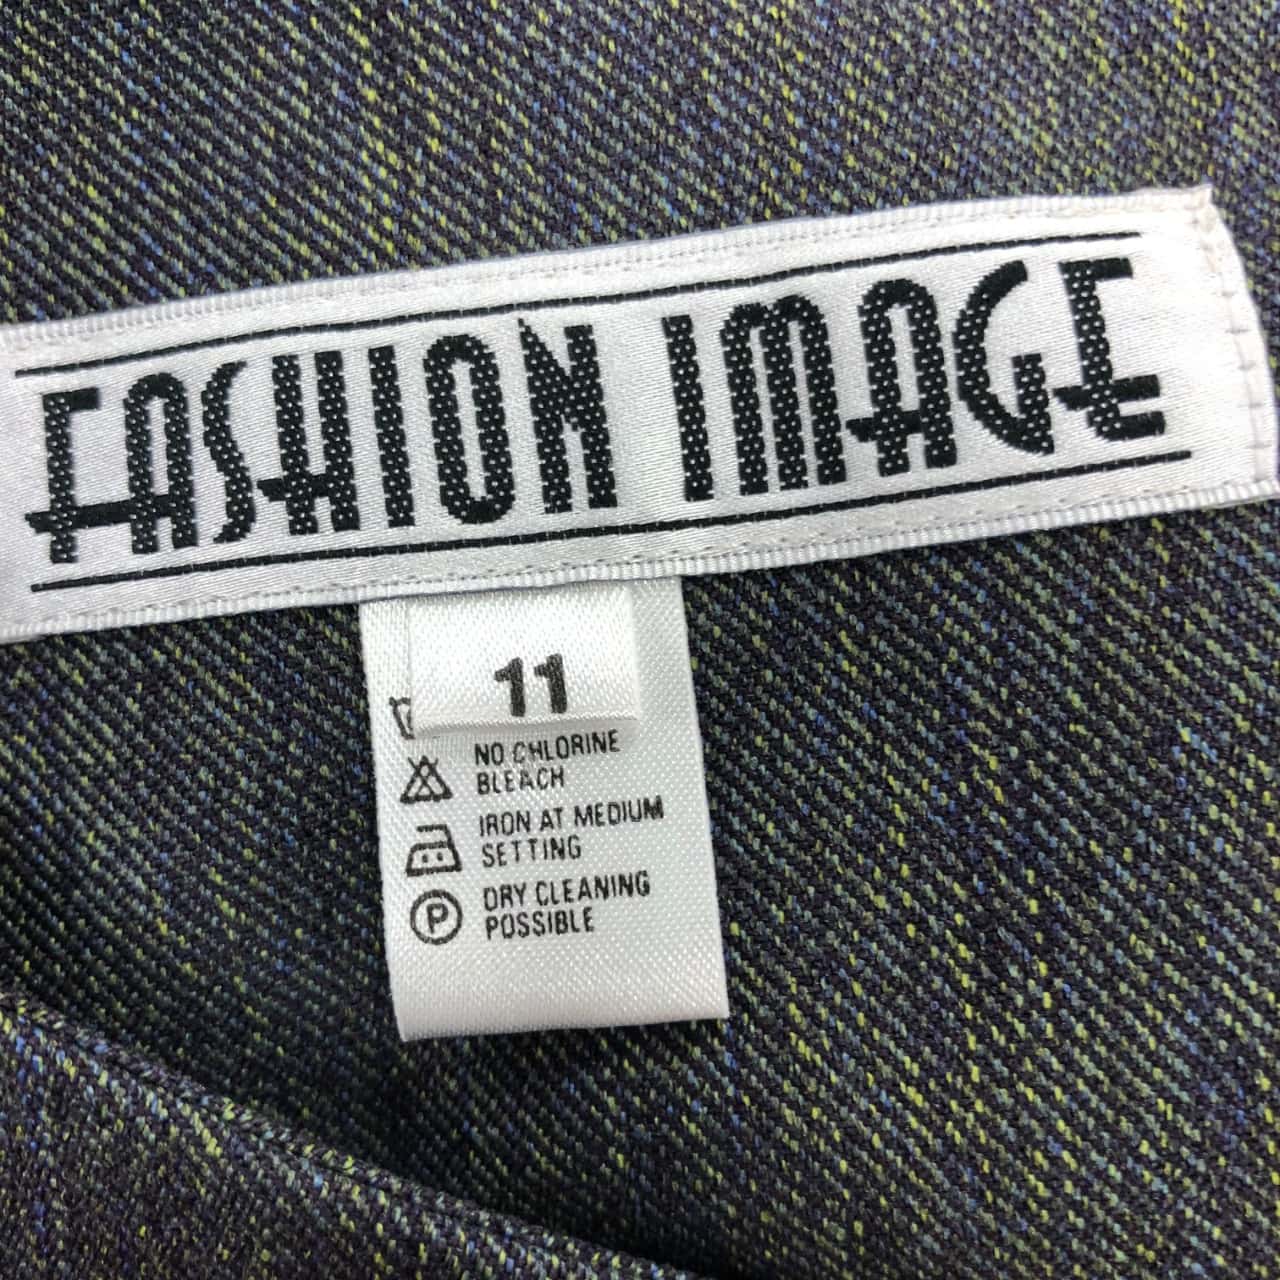 FASHION IMAGE
11
NO CHLORINE
BLEACH
IRON AT MEDIUM
SETTING
P
DRY CLEANING
POSSIBLE